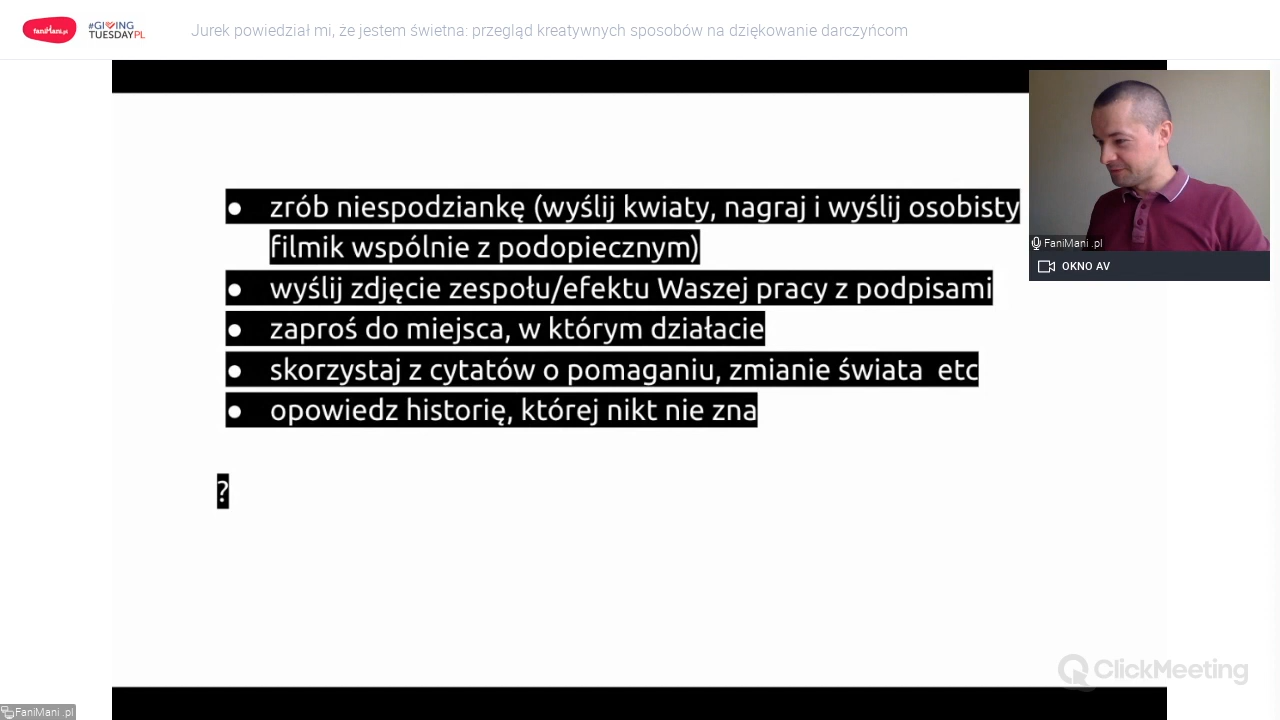 faniMani.pl
#GIVING
TUESDAYPL
Jurek powiedział mi, że jestem świetna: przegląd kreatywnych sposobów na dziękowanie darczyńcom
● zrób niespodziankę (wyślij kwiaty, nagraj i wyślij osobisty
filmik wspólnie z podopiecznym)
● wyślij zdjęcie zespołu/efektu Waszej pracy z podpisami
● zaproś do miejsca, w którym działacie
● skorzystaj z cytatów o pomaganiu, zmianie świata  etc
● opowiedz historię, której nikt nie zna
?
FaniMani .pl
OKNO AV
ClickMeeting
FaniMani .pl